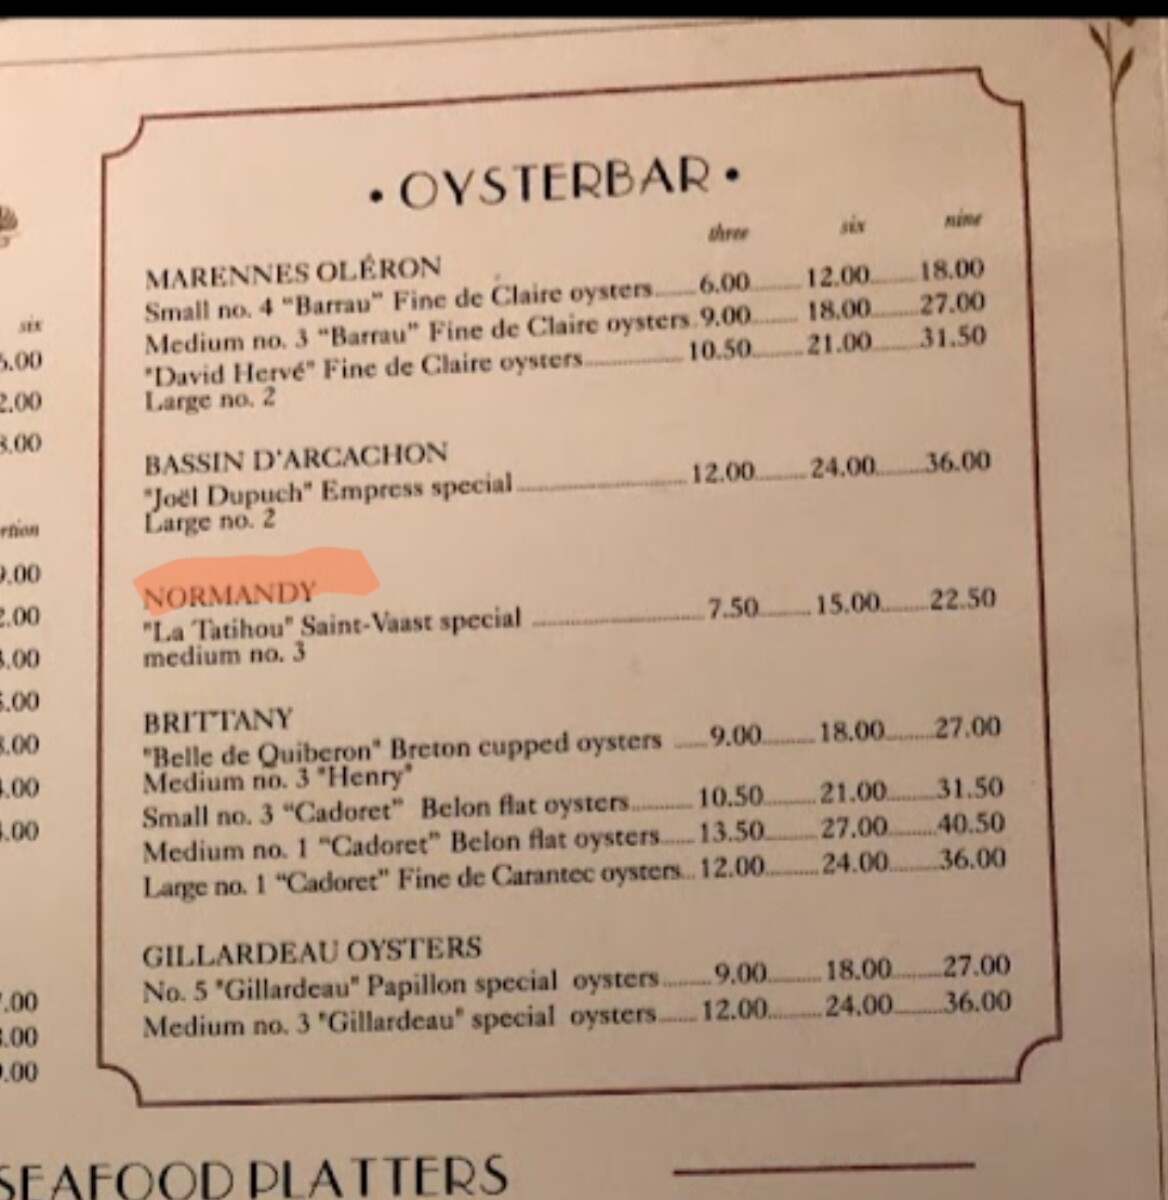 • OYSTERBAR •
three six nine
MARENNES OLÉRON
Small no. 4 "Barrau" Fine de Claire oysters......6.00..........12.00........18.00
Medium no. 3 "Barrau" Fine de Claire oysters.9.00..........18.00........27.00
"David Hervé" Fine de Claire oysters..................10.50..........21.00........31.50
Large no. 2
BASSIN D'ARCACHON
"Joël Dupuch" Empress special..............................12.00..........24.00.........36.00
Large no. 2
NORMANDY
"La Tatihou" Saint-Vaast special ..............................7.50.........15.00.........22.50
medium no. 3
BRITTANY
"Belle de Quiberon" Breton cupped oysters ......9.00..........18.00.........27.00
Medium no. 3 "Henry"
Small no. 3 "Cadoret" Belon flat oysters...........10.50..........21.00.........31.50
Medium no. 1 "Cadoret" Belon flat oysters......13.50..........27.00.........40.50
Large no. 1 "Cadoret" Fine de Carantec oysters...12.00..........24.00.........36.00
GILLARDEAU OYSTERS
No. 5 "Gillardeau" Papillon special oysters.........9.00..........18.00.........27.00
Medium no. 3 "Gillardeau" special oysters.......12.00..........24.00.........36.00
SEAFOOD PLATTERS
six